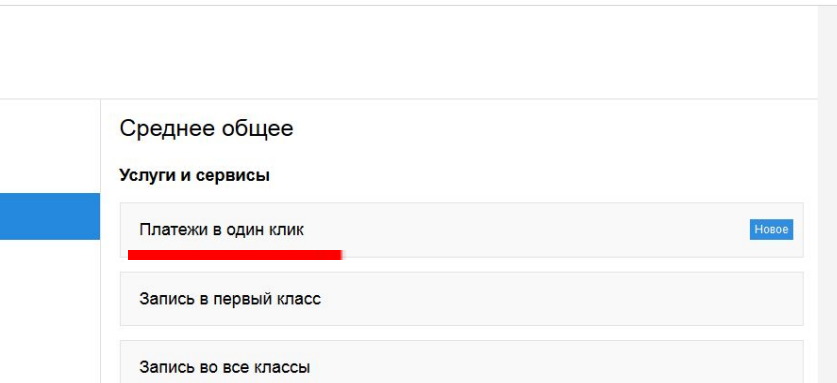 Среднее общее
Услуги и сервисы
Платежи в один клик
Новое
Запись в первый класс
Запись во все классы